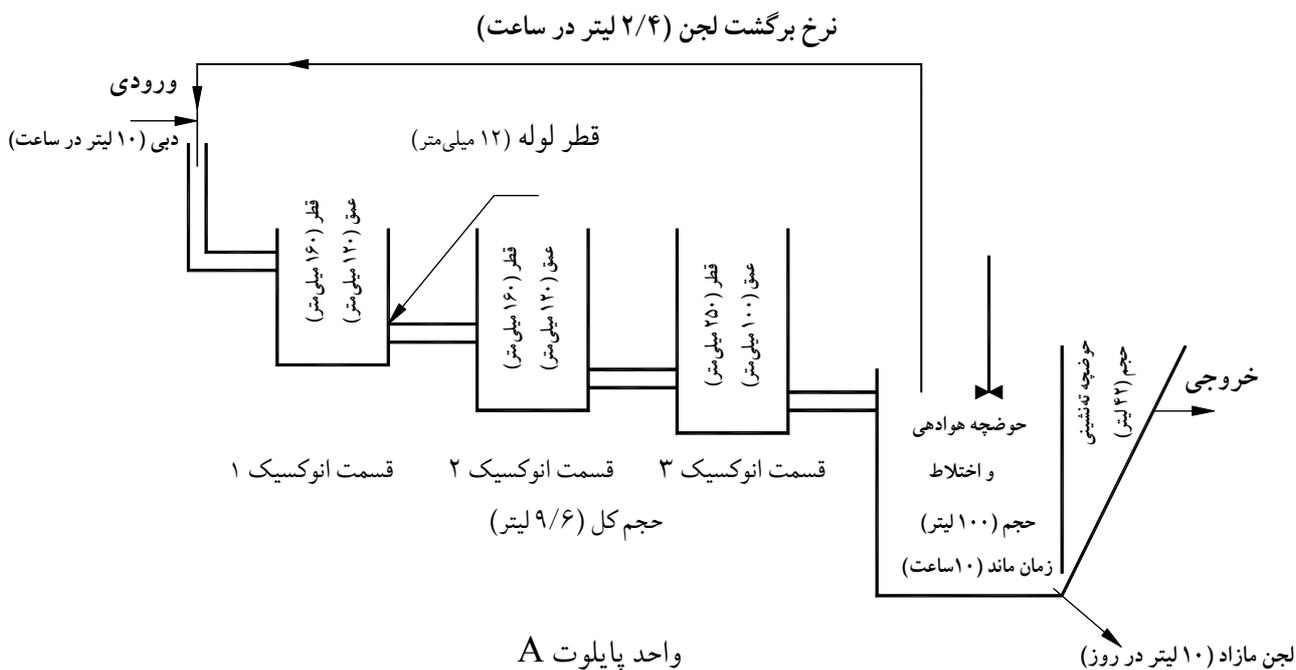 نرخ برگشت لجن (۲/۴ لیتر در ساعت)
ورودی
دبی (۱۰ لیتر در ساعت)
قطر لوله (۱۲ میلی‌متر)
قطر (۱۶۰ میلی‌متر)
عمق (۱۲۰ میلی‌متر)
قطر (۱۶۰ میلی‌متر)
عمق (۱۲۰ میلی‌متر)
قطر (۲۵۰ میلی‌متر)
عمق (۱۰۰ میلی‌متر)
حوضچه ته‌نشینی
حجم (۴۲ لیتر)
خروجی
حوضچه هوادهی
و اختلاط
حجم (۱۰۰ لیتر)
زمان ماند (۱۰ساعت)
قسمت انوکسیک ۱
قسمت انوکسیک ۲
قسمت انوکسیک ۳
حجم کل (۹/۶ لیتر)
لجن مازاد (۱۰ لیتر در روز)
واحد پایلوت A